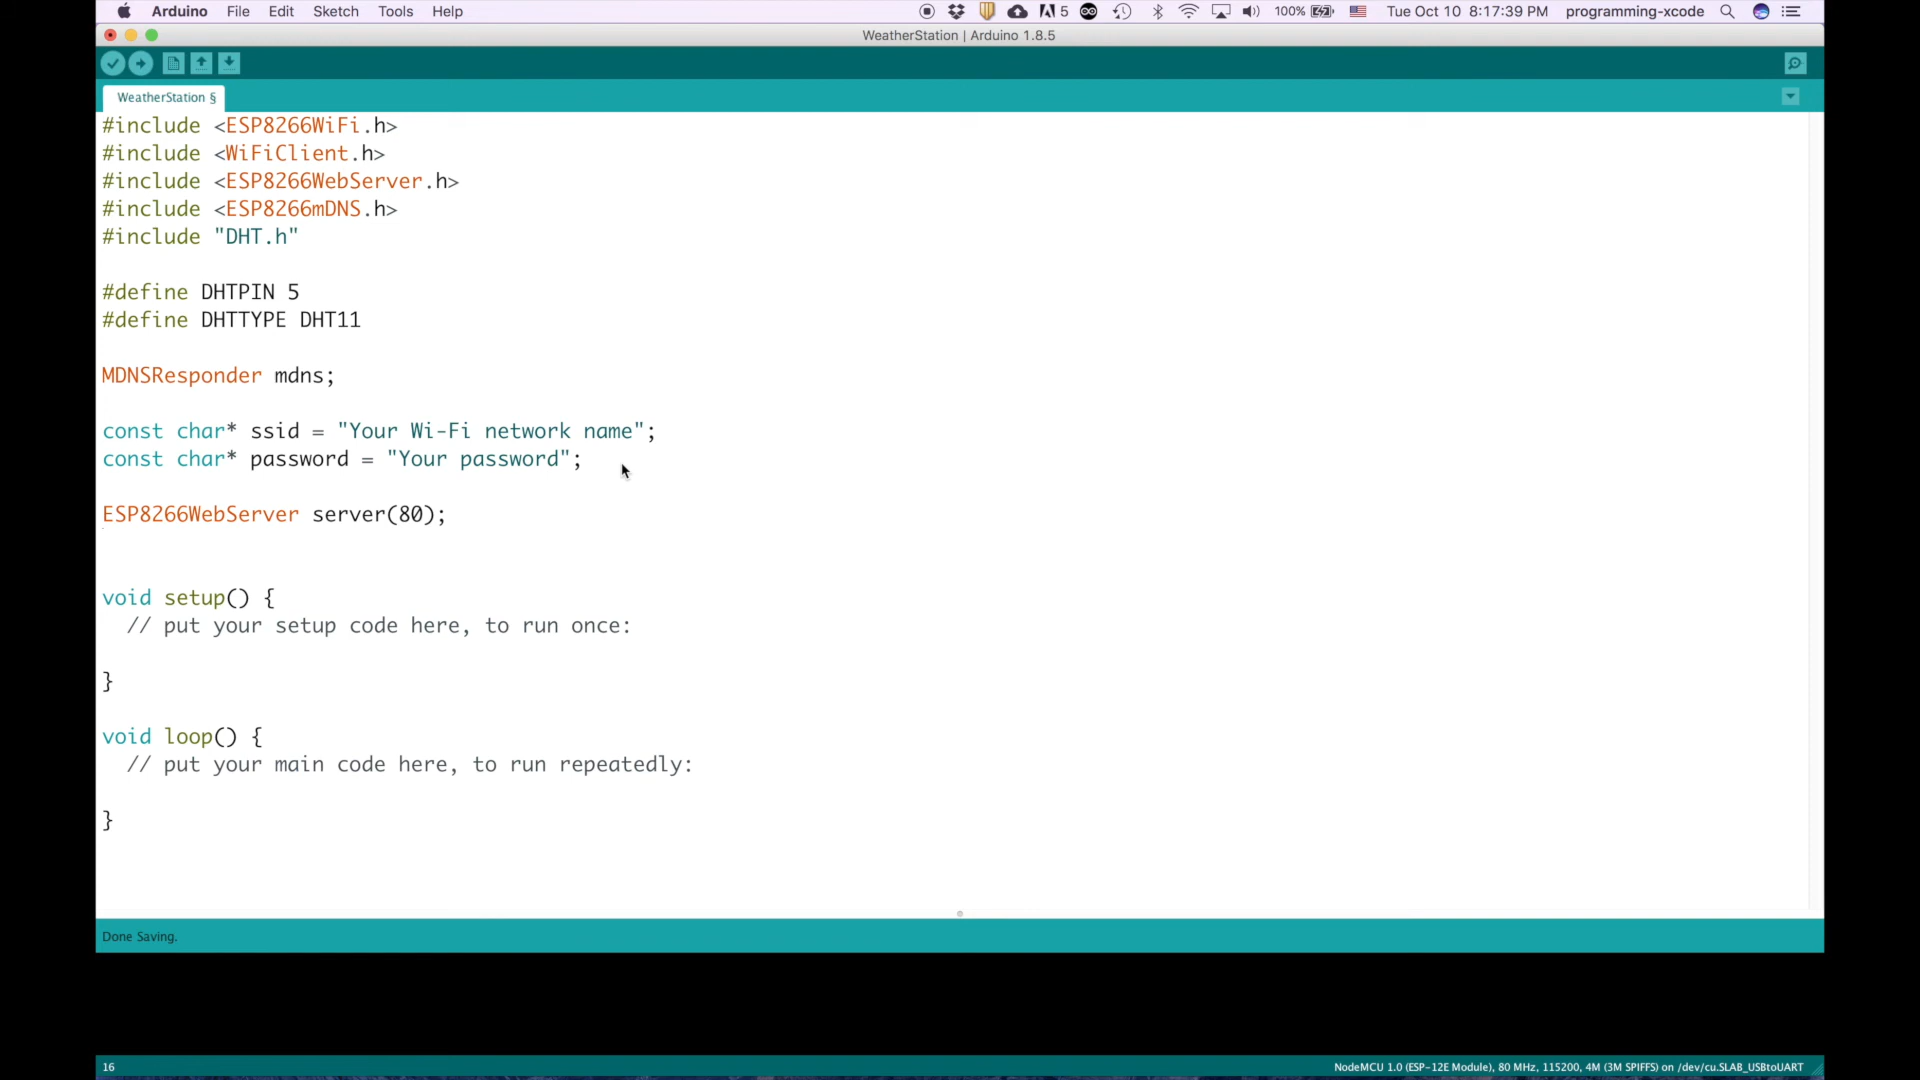 Arduino File Edit Sketch Tools Help 5 100% Tue Oct 10 8:17:39 PM programming-xcode
WeatherStation | Arduino 1.8.5
WeatherStation §
#include <ESP8266WiFi.h>
#include <WiFiClient.h>
#include <ESP8266WebServer.h>
#include <ESP8266mDNS.h>
#include "DHT.h"
#define DHTPIN 5
#define DHTTYPE DHT11
MDNSResponder mdns;
const char* ssid = "Your Wi-Fi network name";
const char* password = "Your password";
ESP8266WebServer server(80);
void setup() {
// put your setup code here, to run once:
}
void loop() {
// put your main code here, to run repeatedly:
}
Done Saving.
16 NodeMCU 1.0 (ESP-12E Module), 80 MHz, 115200, 4M (3M SPIFFS) on /dev/cu.SLAB_USBtoUART